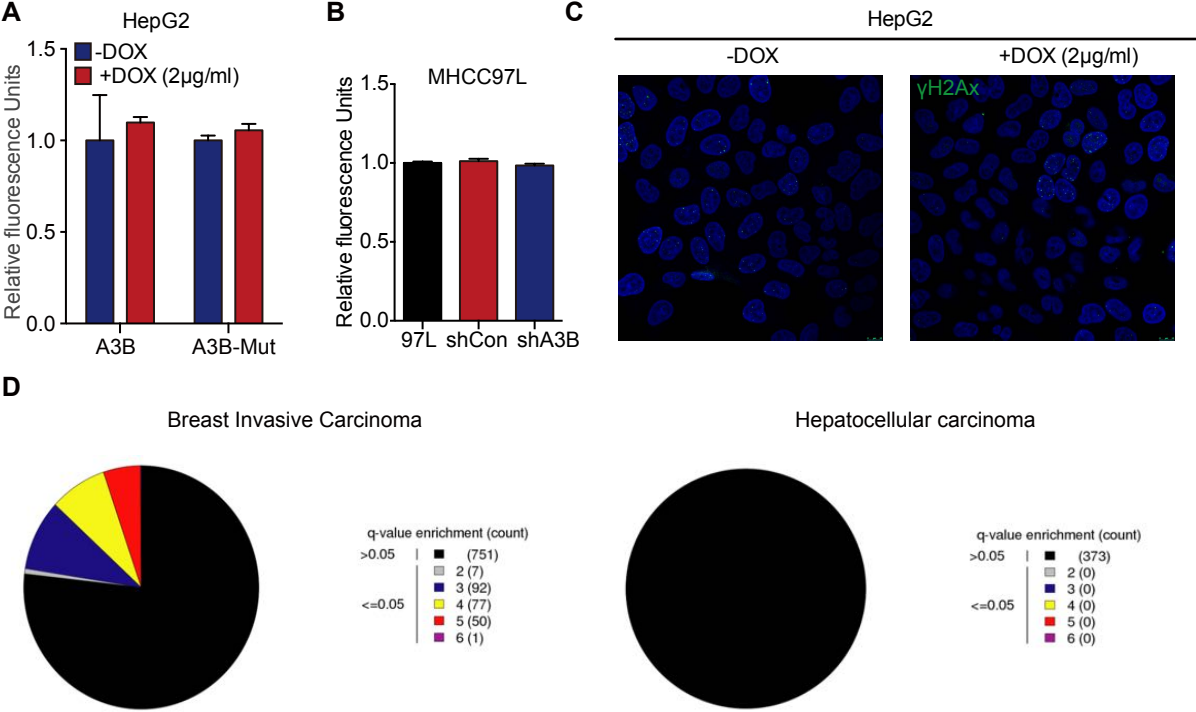 A
HepG2
Relative fluorescence Units
1.5
1.0
0.5
0.0
-DOX
+DOX (2μg/ml)
A3B
A3B-Mut
B
MHCC97L
Relative fluorescence Units
1.5
1.0
0.5
0.0
97L shCon shA3B
C
HepG2
-DOX
+DOX (2μg/ml)
γH2Ax
D
Breast Invasive Carcinoma
q-value enrichment (count)
>0.05
(751)
<=0.05
2 (7)
3 (92)
4 (77)
5 (50)
6 (1)
Hepatocellular carcinoma
q-value enrichment (count)
>0.05
(373)
<=0.05
2 (0)
3 (0)
4 (0)
5 (0)
6 (0)